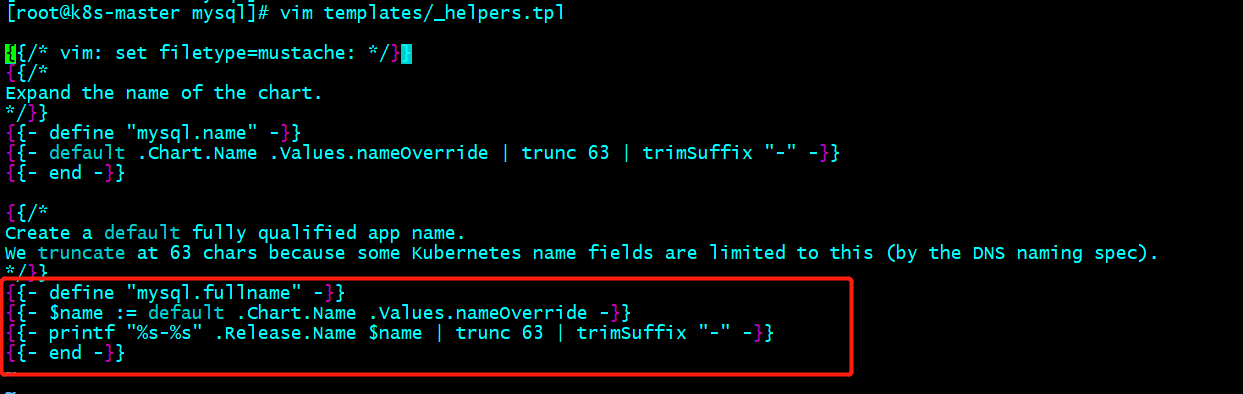 [root@k8s-master mysql]# vim templates/_helpers.tpl
{{/* vim: set filetype=mustache: */}}
{{/*
Expand the name of the chart.
*/}}
{{- define "mysql.name" -}}
{{- default .Chart.Name .Values.nameOverride | trunc 63 | trimSuffix "-" -}}
{{- end -}}
{{/*
Create a default fully qualified app name.
We truncate at 63 chars because some Kubernetes name fields are limited to this (by the DNS naming spec).
*/}}
{{- define "mysql.fullname" -}}
{{- $name := default .Chart.Name .Values.nameOverride -}}
{{- printf "%s-%s" .Release.Name $name | trunc 63 | trimSuffix "-" -}}
{{- end -}}
~
~